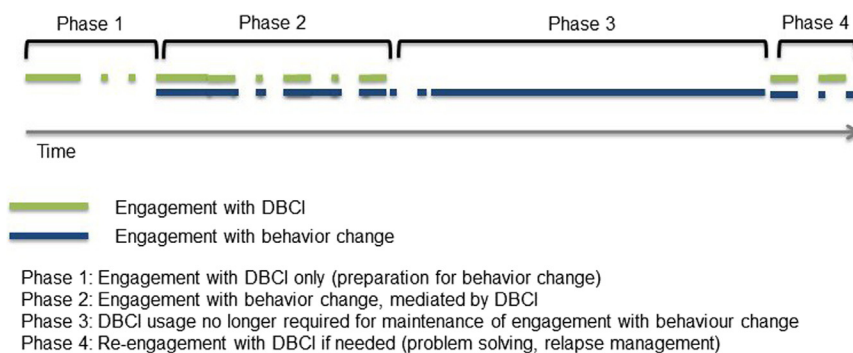 Phase 1 Phase 2 Phase 3 Phase 4
Time
Engagement with DBCI
Engagement with behavior change
Phase 1: Engagement with DBCI only (preparation for behavior change)
Phase 2: Engagement with behavior change, mediated by DBCI
Phase 3: DBCI usage no longer required for maintenance of engagement with behaviour change
Phase 4: Re-engagement with DBCI if needed (problem solving, relapse management)